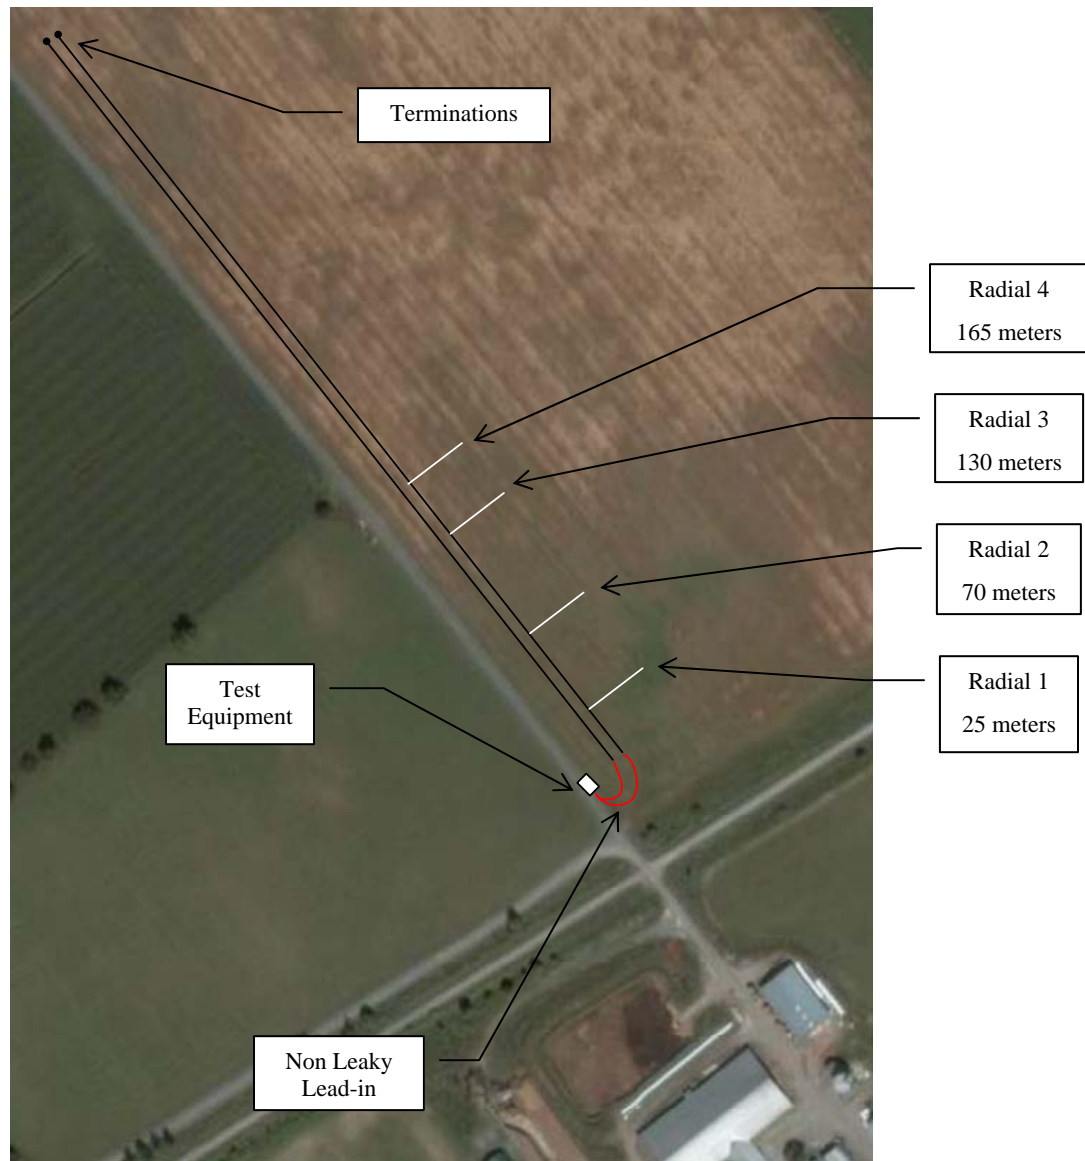 Terminations
Radial 4
165 meters
Radial 3
130 meters
Radial 2
70 meters
Radial 1
25 meters
Test
Equipment
Non Leaky
Lead-in